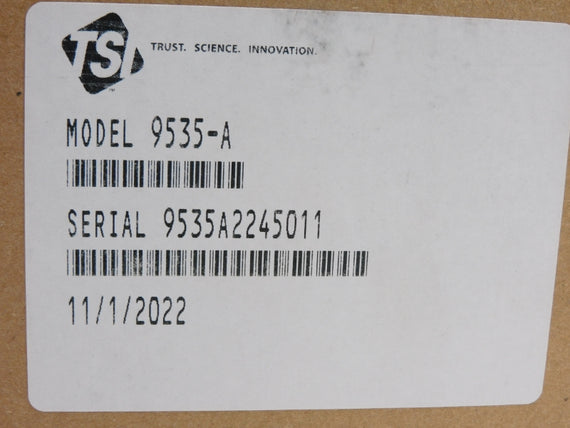 TSI TRUST. SCIENCE. INNOVATION.
MODEL 9535-A
SERIAL 9535A2245011
11/1/2022